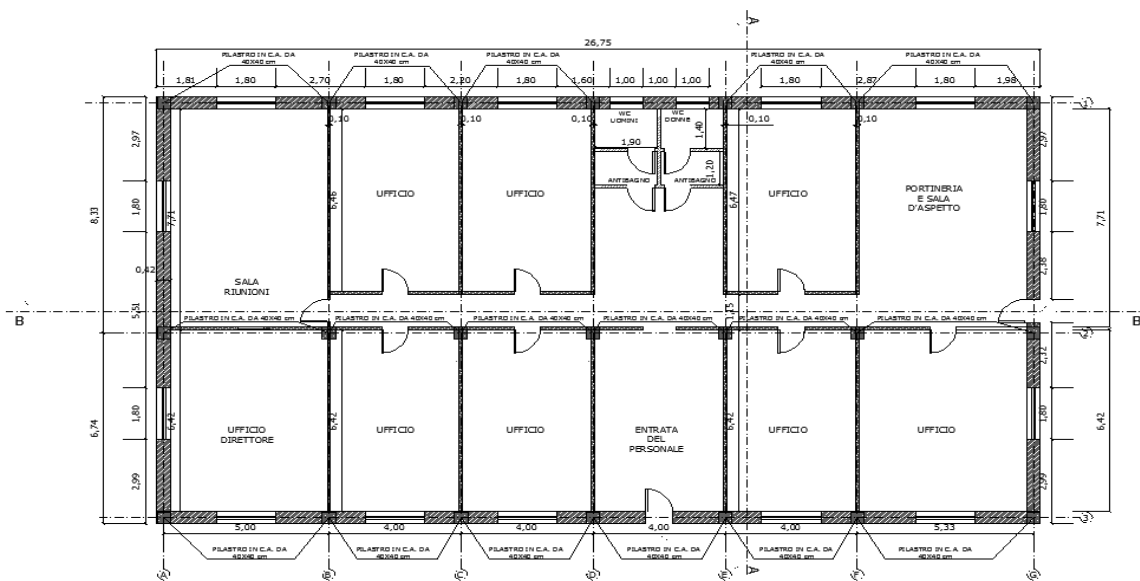 A
26,75
PILASTRO IN C.A. DA
40X40 cm
PILASTRO IN C.A. DA
40X40 cm
PILASTRO IN C.A. DA
40X40 cm
PILASTRO IN C.A. DA
40X40 cm
PILASTRO IN C.A. DA
40X40 cm
1,81 1,80 2,70 1,80 2,20 1,80 1,60 1,00 1,00 1,00 1,80 2,87 1,80 1,98
0,10 0,10 0,10 0,10 0,10
WC
UOMINI
WC
DONNE
1,40
1,90
1,20
ANTIBAGNO ANTIBAGNO
2,97
1,80
8,33
7,71
0,42
5,51
6,46
6,47
2,97
1,80
2,38
7,71
UFFICIO
UFFICIO
UFFICIO
PORTINERIA
E SALA
D'ASPETTO
SALA
RIUNIONI
1,15
B B
PILASTRO IN C.A. DA 40X40 cm
PILASTRO IN C.A. DA 40X40 cm
PILASTRO IN C.A. DA 40X40 cm
PILASTRO IN C.A. DA 40X40 cm
PILASTRO IN C.A. DA 40X40 cm
PILASTRO IN C.A. DA 40X40 cm
6,74
1,80
2,99
6,42
6,42
6,42
2,32
1,80
2,99
6,42
UFFICIO
DIRETTORE
UFFICIO
UFFICIO
ENTRATA
DEL
PERSONALE
UFFICIO
UFFICIO
5,00 4,00 4,00 4,00 4,00 5,33
PILASTRO IN C.A. DA
40X40 cm
PILASTRO IN C.A. DA
40X40 cm
PILASTRO IN C.A. DA
40X40 cm
PILASTRO IN C.A. DA
40X40 cm
PILASTRO IN C.A. DA
40X40 cm
PILASTRO IN C.A. DA
40X40 cm
A